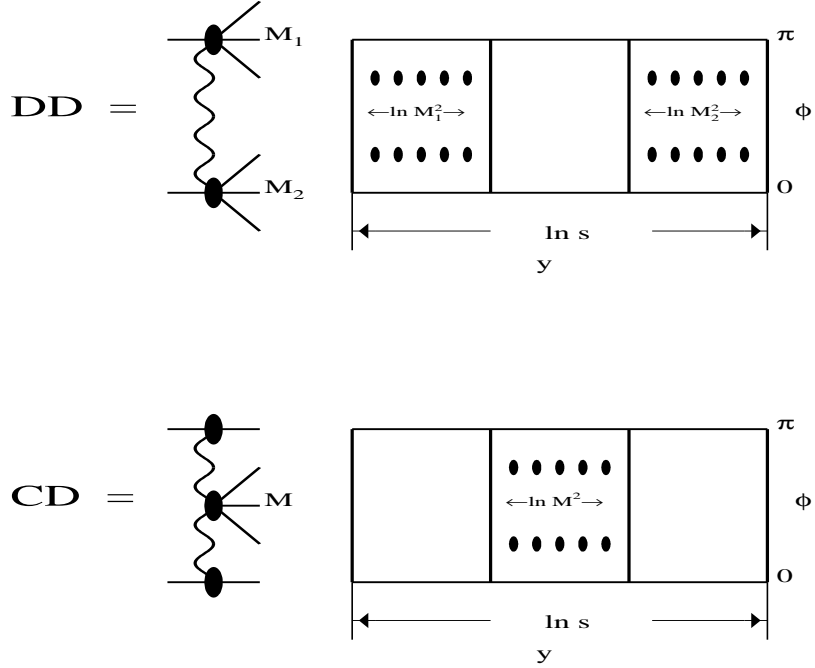 M₁ π
DD = ←ln M₁²→ ←ln M₂²→ ϕ
M₂ 0
ln s
y
π
CD = M ←ln M²→ ϕ
0
ln s
y